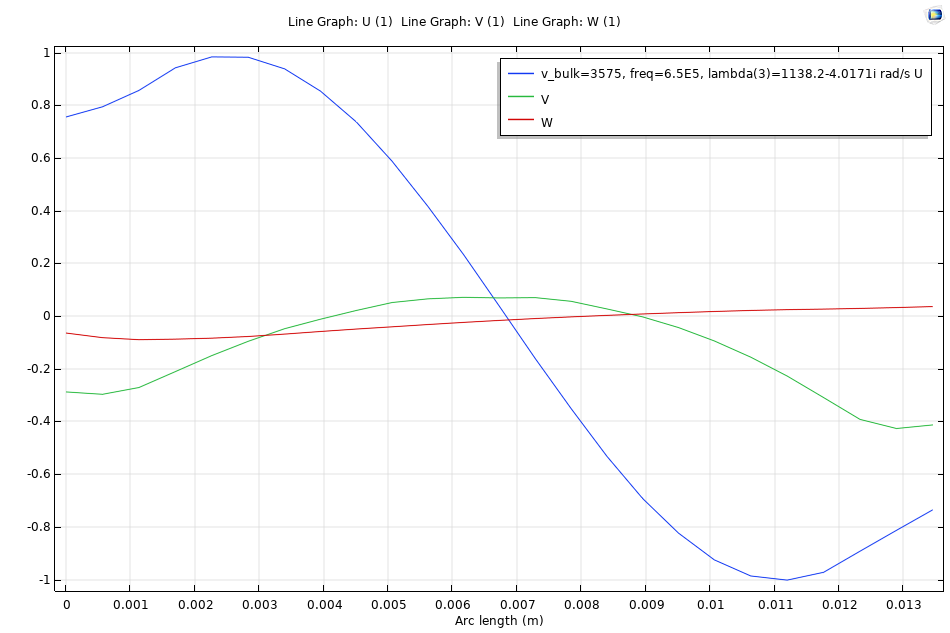 Line Graph: U (1)  Line Graph: V (1)  Line Graph: W (1)
v_bulk=3575, freq=6.5E5, lambda(3)=1138.2-4.0171i rad/s U
V
W
1
0.8
0.6
0.4
0.2
0
-0.2
-0.4
-0.6
-0.8
-1
0 0.001 0.002 0.003 0.004 0.005 0.006 0.007 0.008 0.009 0.01 0.011 0.012 0.013
Arc length (m)